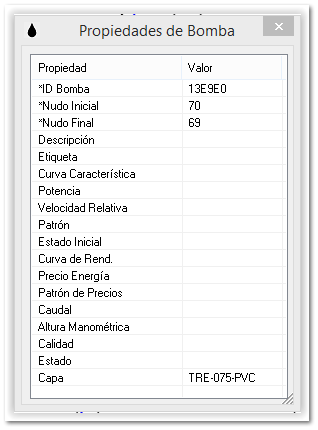 Propiedades de Bomba
Propiedad Valor
*ID Bomba 13E9E0
*Nudo Inicial 70
*Nudo Final 69
Descripción
Etiqueta
Curva Característica
Potencia
Velocidad Relativa
Patrón
Estado Inicial
Curva de Rend.
Precio Energía
Patrón de Precios
Caudal
Altura Manométrica
Calidad
Estado
Capa TRE-075-PVC